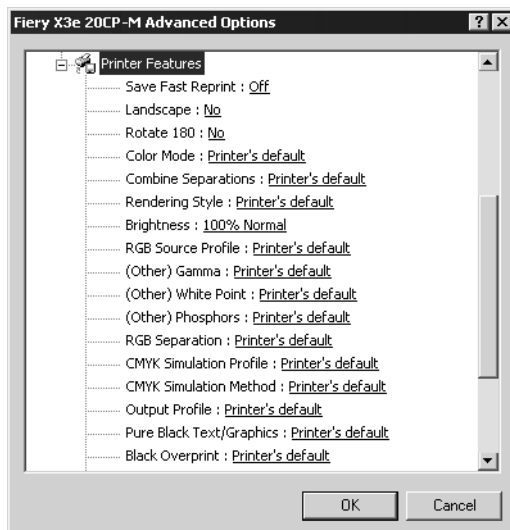 Fiery X3e 20CP-M Advanced Options
Printer Features
Save Fast Reprint : Off
Landscape : No
Rotate 180 : No
Color Mode : Printer's default
Combine Separations : Printer's default
Rendering Style : Printer's default
Brightness : 100% Normal
RGB Source Profile : Printer's default
(Other) Gamma : Printer's default
(Other) White Point : Printer's default
(Other) Phosphors : Printer's default
RGB Separation : Printer's default
CMYK Simulation Profile : Printer's default
CMYK Simulation Method : Printer's default
Output Profile : Printer's default
Pure Black Text/Graphics : Printer's default
Black Overprint : Printer's default
OK Cancel